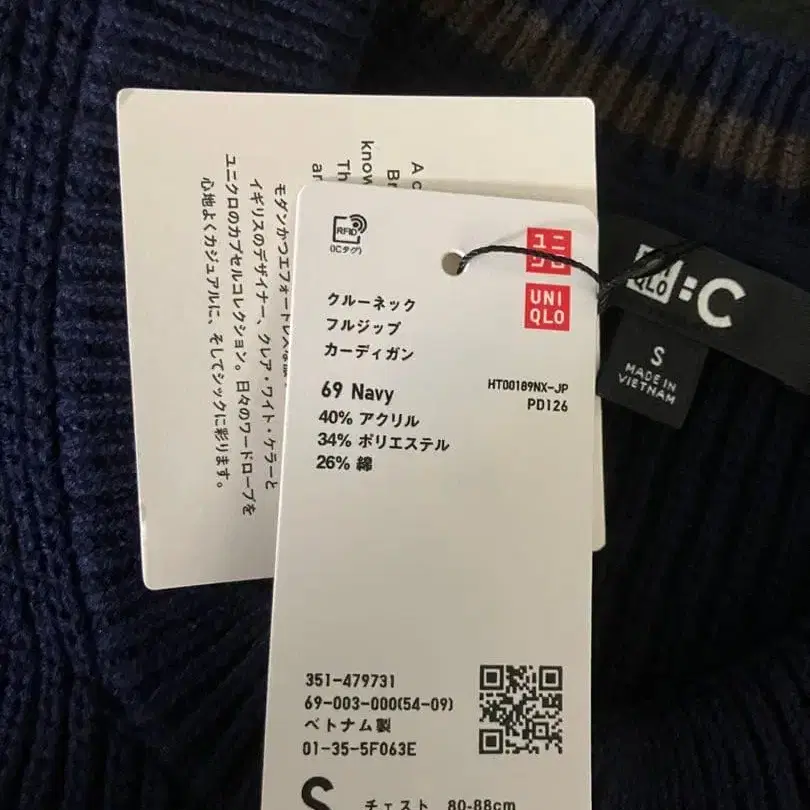 A
Br
know
Th
ar
モダンかつエフォートレスな
イギリスのデザイナー、クレア・ワイト・ケラーと
ユニクロのカプセルコレクション。日々のワードローブを
心地よくカジュアルに、そしてシックに彩ります。
RFID
(ICタグ)
ユニ
クロ
UNI
QLO
クルーネック
フルジップ
カーディガン
69 Navy
HT00189NX-JP
PD126
40% アクリル
34% ポリエステル
26% 綿
351-479731
69-003-000(54-09)
ベトナム製
01-35-5F063E
S
チェスト 80-88cm
QLO
:C
S
MADE IN
VIETNAM